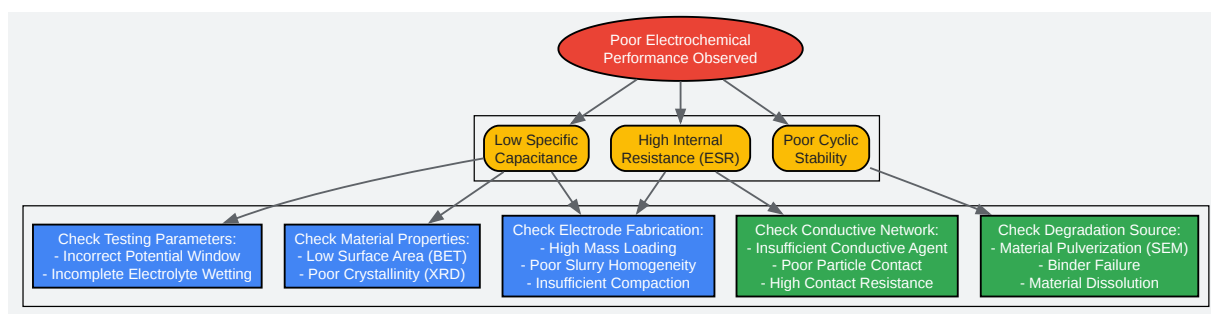 Poor Electrochemical
Performance Observed
Low Specific
Capacitance
High Internal
Resistance (ESR)
Poor Cyclic
Stability
Check Testing Parameters:
- Incorrect Potential Window
- Incomplete Electrolyte Wetting
Check Material Properties:
- Low Surface Area (BET)
- Poor Crystallinity (XRD)
Check Electrode Fabrication:
- High Mass Loading
- Poor Slurry Homogeneity
- Insufficient Compaction
Check Conductive Network:
- Insufficient Conductive Agent
- Poor Particle Contact
- High Contact Resistance
Check Degradation Source:
- Material Pulverization (SEM)
- Binder Failure
- Material Dissolution